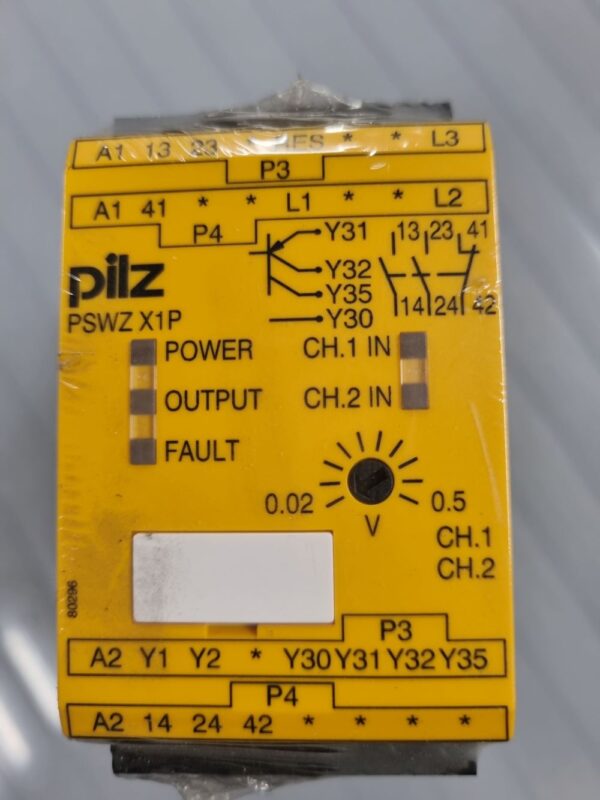 A1 13 23 * RES * * L3
P3
A1 41 * * L1 * * L2
P4
Y31 13 23 41
Y32
Y35
14 24 42
Y30
pilz
PSWZ X1P
POWER CH.1 IN
OUTPUT CH.2 IN
FAULT
0.02 0.5
V
CH.1
CH.2
80296
P3
A2 Y1 Y2 * Y30 Y31 Y32 Y35
P4
A2 14 24 42 * * * *